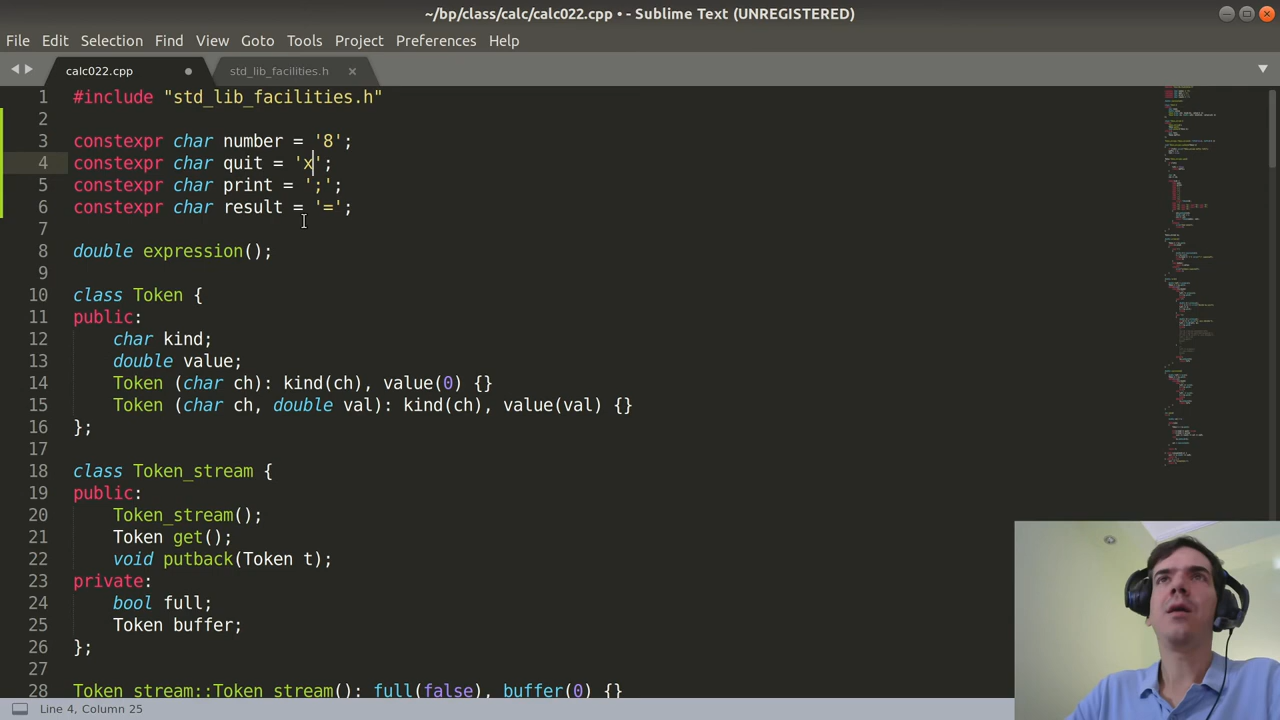 ~/bp/class/calc/calc022.cpp • - Sublime Text (UNREGISTERED)
File Edit Selection Find View Goto Tools Project Preferences Help
calc022.cpp std_lib_facilities.h
1 #include "std_lib_facilities.h"
2
3 constexpr char number = '8';
4 constexpr char quit = 'x';
5 constexpr char print = ';';
6 constexpr char result = '=';
7
8 double expression();
9
10 class Token {
11 public:
12 char kind;
13 double value;
14 Token (char ch): kind(ch), value(0) {}
15 Token (char ch, double val): kind(ch), value(val) {}
16 };
17
18 class Token_stream {
19 public:
20 Token_stream();
21 Token get();
22 void putback(Token t);
23 private:
24 bool full;
25 Token buffer;
26 };
27
28 Token_stream::Token_stream(): full(false), buffer(0) {}
Line 4, Column 25